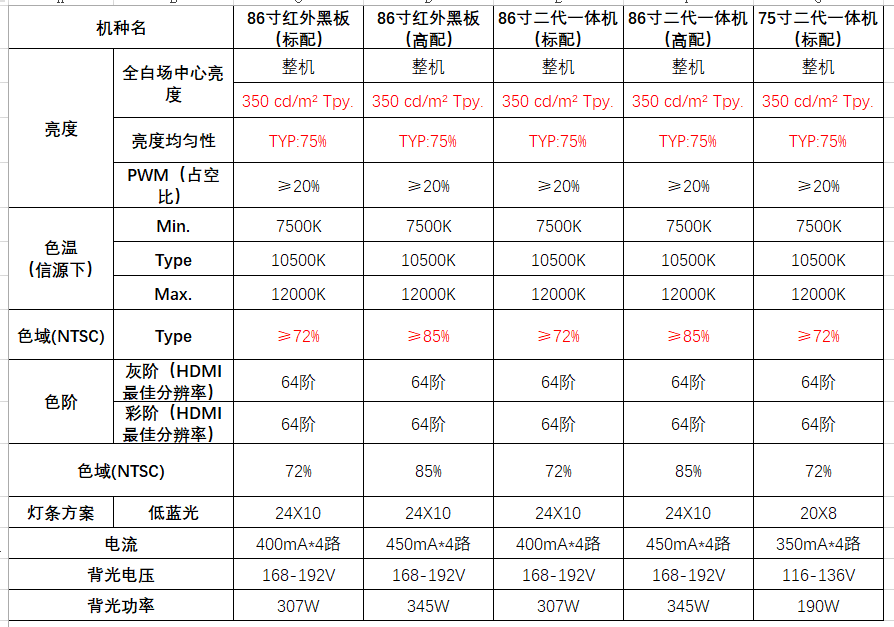 机种名
86寸红外黑板
(标配)
86寸红外黑板
(高配)
86寸二代一体机
(标配)
86寸二代一体机
(高配)
75寸二代一体机
(标配)
亮度
全白场中心亮
度
整机
整机
整机
整机
整机
350 cd/m² Tpy.
350 cd/m² Tpy.
350 cd/m² Tpy.
350 cd/m² Tpy.
350 cd/m² Tpy.
亮度均匀性
TYP:75%
TYP:75%
TYP:75%
TYP:75%
TYP:75%
PWM（占空
比）
≥20%
≥20%
≥20%
≥20%
≥20%
色温
(信源下)
Min.
7500K
7500K
7500K
7500K
7500K
Type
10500K
10500K
10500K
10500K
10500K
Max.
12000K
12000K
12000K
12000K
12000K
色域(NTSC)
Type
≥72%
≥85%
≥72%
≥85%
≥72%
色阶
灰阶（HDMI
最佳分辨率）
64阶
64阶
64阶
64阶
64阶
彩阶（HDMI
最佳分辨率）
64阶
64阶
64阶
64阶
64阶
色域(NTSC)
72%
85%
72%
85%
72%
灯条方案
低蓝光
24X10
24X10
24X10
24X10
20X8
电流
400mA*4路
450mA*4路
400mA*4路
450mA*4路
350mA*4路
背光电压
168-192V
168-192V
168-192V
168-192V
116-136V
背光功率
307W
345W
307W
345W
190W